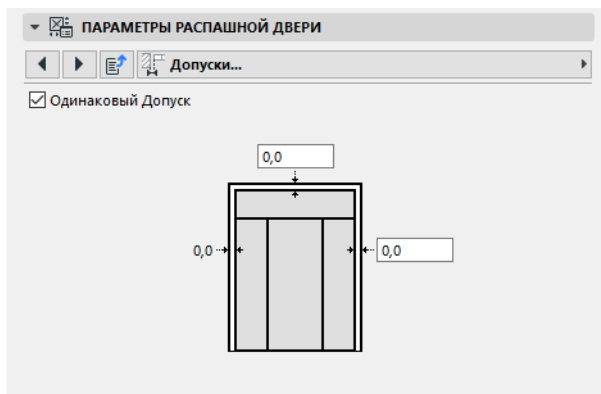 ПАРАМЕТРЫ РАСПАШНОЙ ДВЕРИ
Допуски...
Одинаковый Допуск
0,0
0,0 0,0